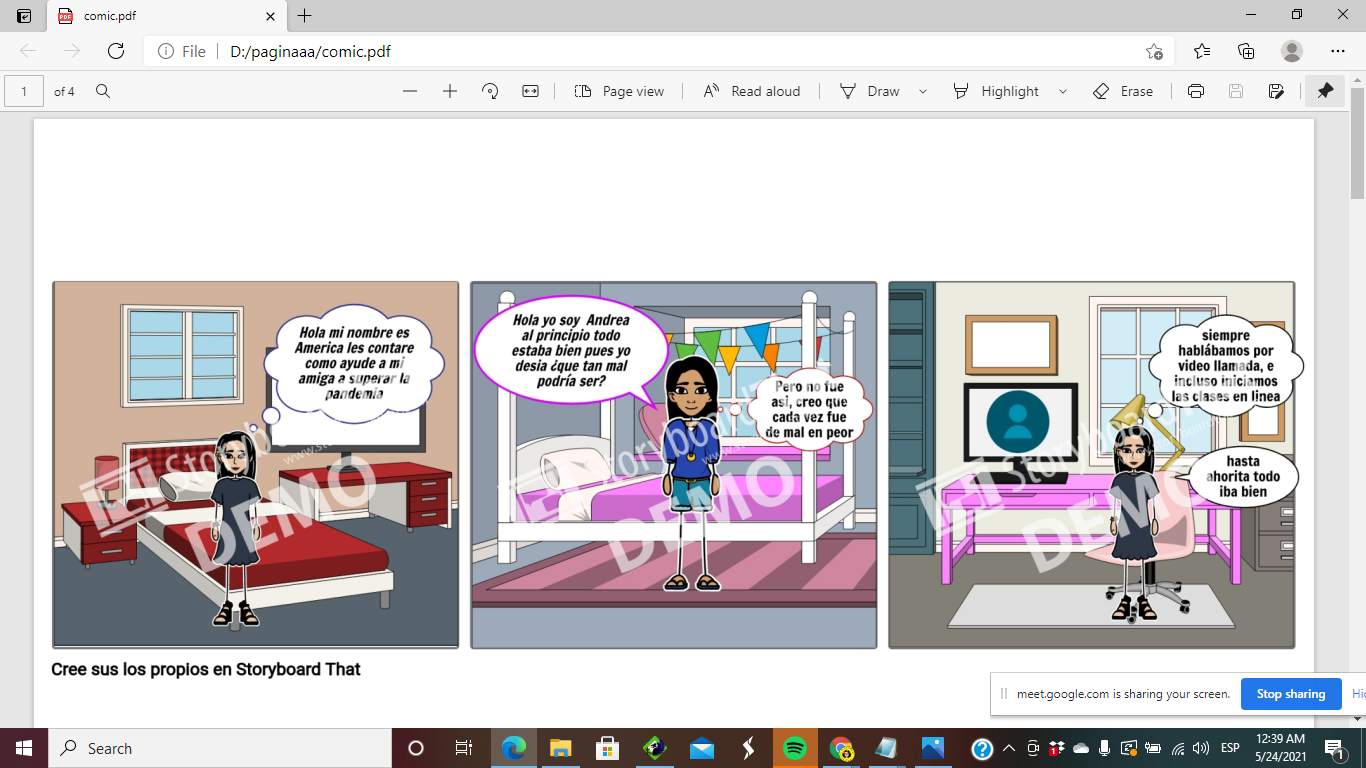 comic.pdf
File
D:/paginaaa/comic.pdf
1 of 4
Page view
Read aloud
Draw
Highlight
Erase
Hola mi nombre es
America les contare
como ayude a mi
amiga a superar la
pandemia
Hola yo soy Andrea
al principio todo
estaba bien pues yo
desia ¿que tan mal
podría ser?
Pero no fue
asi, creo que
cada vez fue
de mal en peor
siempre
hablábamos por
video llamada, e
incluso iniciamos
las clases en linea
hasta
ahorita todo
iba bien
Storyboard
DEMO
Storyboard
DEMO
Storyboard
DEMO
Cree sus los propios en Storyboard That
meet.google.com is sharing your screen.
Stop sharing
Search
ESP
12:39 AM
5/24/2021
1